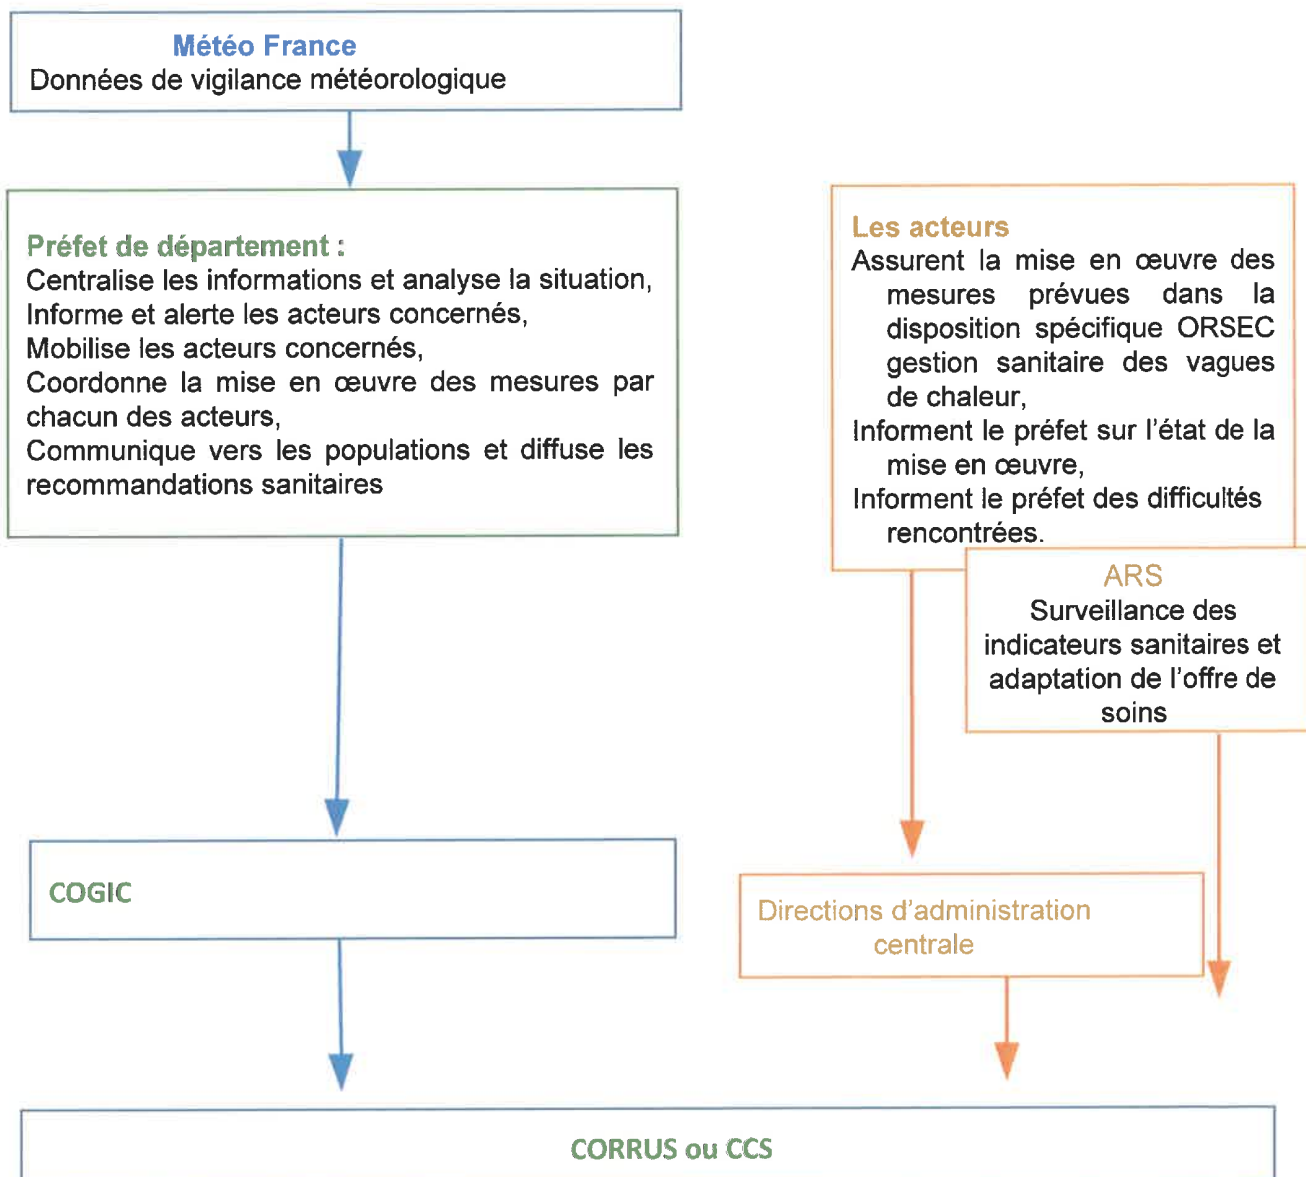 Météo France
Données de vigilance météorologique
Préfet de département :
Centralise les informations et analyse la situation,
Informe et alerte les acteurs concernés,
Mobilise les acteurs concernés,
Coordonne la mise en œuvre des mesures par
chacun des acteurs,
Communique vers les populations et diffuse les
recommandations sanitaires
Les acteurs
Assurent la mise en œuvre des
mesures prévues dans la
disposition spécifique ORSEC
gestion sanitaire des vagues
de chaleur,
Informent le préfet sur l'état de la
mise en œuvre,
Informent le préfet des difficultés
rencontrées.
ARS
Surveillance des
indicateurs sanitaires et
adaptation de l'offre de
soins
COGIC
Directions d'administration
centrale
CORRUS ou CCS